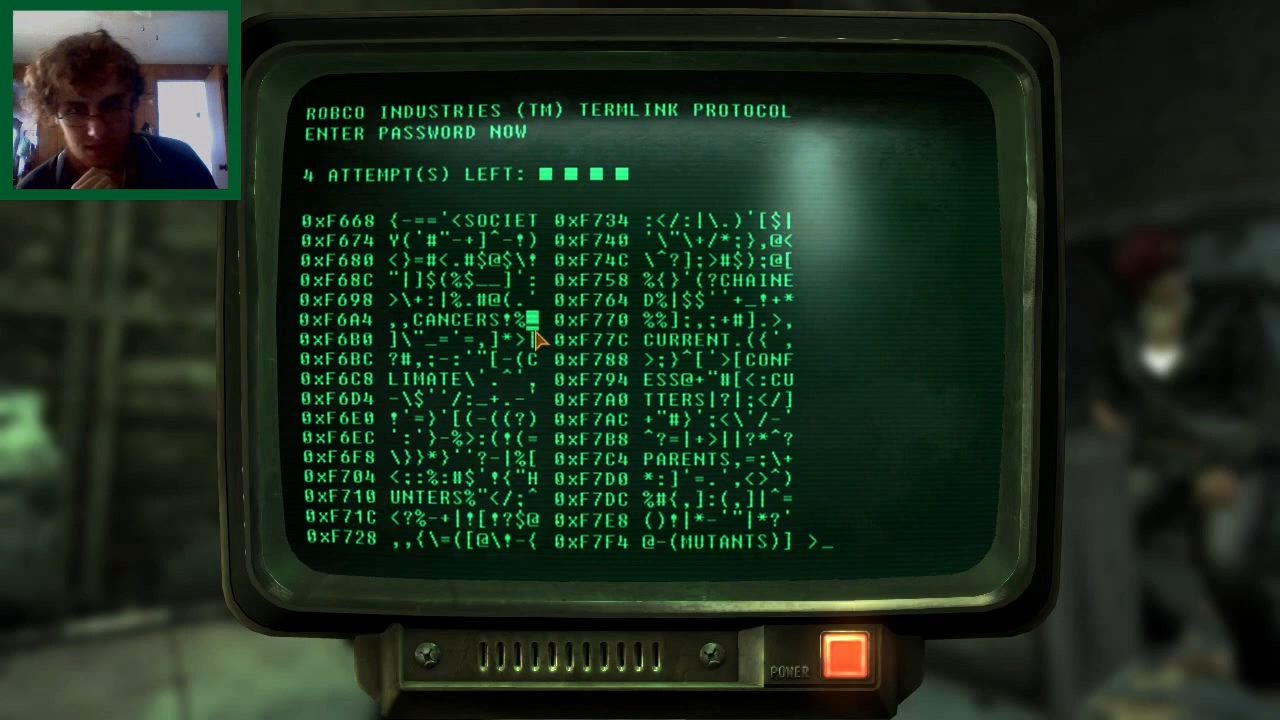 ROBCO INDUSTRIES (TM) TERMLINK PROTOCOL
ENTER PASSWORD NOW
4 ATTEMPT(S) LEFT: ■ ■ ■ ■
0xF668 {-=='<SOCIET 0xF734 :</:|\.)'[$|
0xF674 Y('#"-+]^-!) 0xF740 '\"\+/*;},@<
0xF680 <}=#<.#$@$\! 0xF74C \^?];>#$);@[
0xF68C "|]$(%$__]': 0xF758 %{}'(?CHAINE
0xF698 >\+:|%.#@(.' 0xF764 D%|$$''+_!+*
0xF6A4 ,,CANCERS!%■ 0xF770 %%];,;+#].>,
0xF6B0 ]\"_='=,]*>| 0xF77C CURRENT.({',
0xF6BC ?#,;-:'"[-(C 0xF788 >;}^['>[CONF
0xF6C8 LIMATE\'.^', 0xF794 ESS@+"#[<:CU
0xF6D4 -\$''/:_+.-' 0xF7A0 TTERS|?|;</]
0xF6E0 !'=}'[(-((?) 0xF7AC +"#}';<\'/-'
0xF6EC ':'}-%>:(!(= 0xF7B8 ^?=|+>||?*^?
0xF6F8 \}}*}''?-|%[ 0xF7C4 PARENTS,=;\+
0xF704 <;:%:#$'!{"H 0xF7D0 *:]'=.',<>^)
0xF710 UNTERS%"</;^ 0xF7DC %#{,]:(,]|^=
0xF71C <?%-+|![!?$@ 0xF7E8 ()!|*-'"|*?'
0xF728 ,,{\=([@\!-{ 0xF7F4 @-(MUTANTS)] >_
POWER